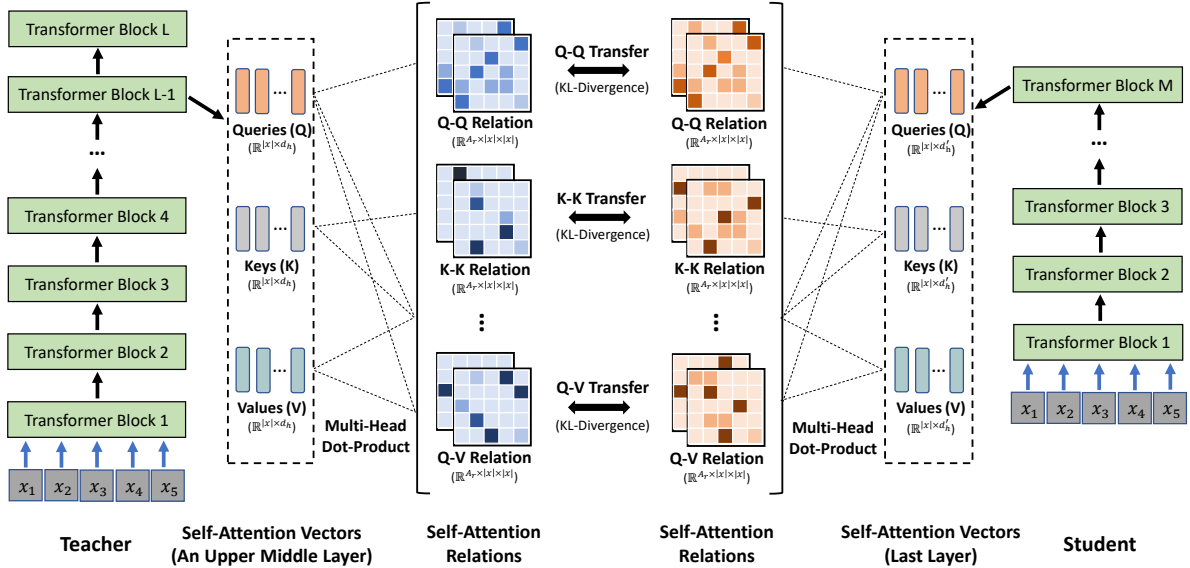 Transformer Block L
Transformer Block L-1
...
Transformer Block 4
Transformer Block 3
Transformer Block 2
Transformer Block 1
x₁ x₂ x₃ x₄ x₅
Teacher
...
Queries (Q)
(ℝ^{|x|×d_h})
...
Keys (K)
(ℝ^{|x|×d_h})
...
Values (V)
(ℝ^{|x|×d_h})
Self-Attention Vectors
(An Upper Middle Layer)
Multi-Head
Dot-Product
Q-Q Relation
(ℝ^{A_r×|x|×|x|})
K-K Relation
(ℝ^{A_r×|x|×|x|})
...
Q-V Relation
(ℝ^{A_r×|x|×|x|})
Self-Attention
Relations
Q-Q Transfer
(KL-Divergence)
K-K Transfer
(KL-Divergence)
Q-V Transfer
(KL-Divergence)
Q-Q Relation
(ℝ^{A_r×|x|×|x|})
K-K Relation
(ℝ^{A_r×|x|×|x|})
...
Q-V Relation
(ℝ^{A_r×|x|×|x|})
Self-Attention
Relations
Multi-Head
Dot-Product
...
Queries (Q)
(ℝ^{|x|×d'_h})
...
Keys (K)
(ℝ^{|x|×d'_h})
...
Values (V)
(ℝ^{|x|×d'_h})
Self-Attention Vectors
(Last Layer)
Transformer Block M
...
Transformer Block 3
Transformer Block 2
Transformer Block 1
x₁ x₂ x₃ x₄ x₅
Student